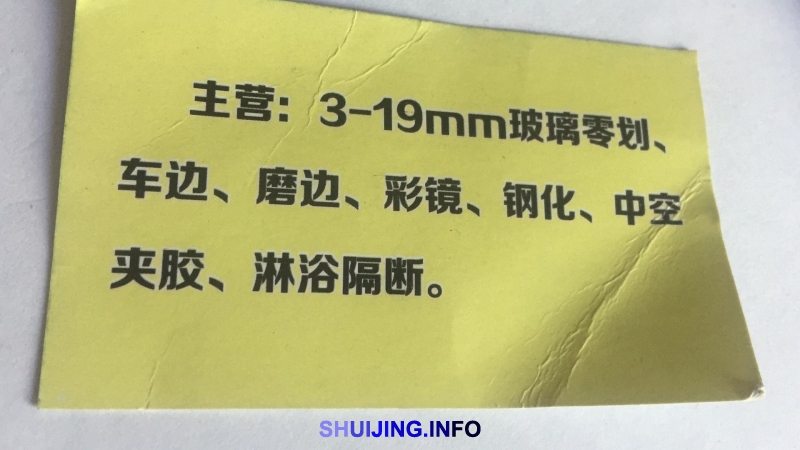 主营：3-19mm玻璃零划、
车边、磨边、彩镜、钢化、中空
夹胶、淋浴隔断。
SHUIJING.INFO